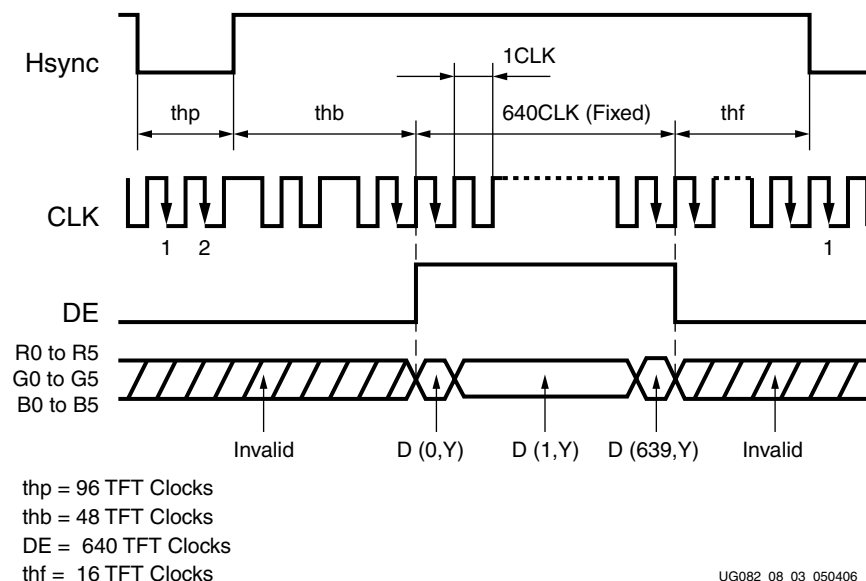 Hsync
1CLK
thp
thb
640CLK (Fixed)
thf
CLK
1
2
1
DE
R0 to R5
G0 to G5
B0 to B5
Invalid
D (0,Y)
D (1,Y)
D (639,Y)
Invalid
thp = 96 TFT Clocks
thb = 48 TFT Clocks
DE = 640 TFT Clocks
thf = 16 TFT Clocks
UG082_08_03_050406